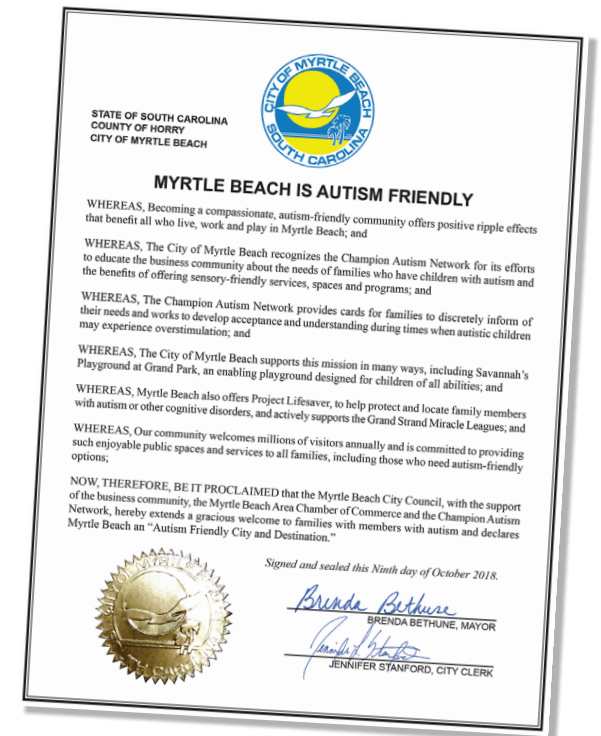 CITY OF MYRTLE BEACH
SOUTH CAROLINA
STATE OF SOUTH CAROLINA
COUNTY OF HORRY
CITY OF MYRTLE BEACH
MYRTLE BEACH IS AUTISM FRIENDLY
WHEREAS, Becoming a compassionate, autism-friendly community offers positive ripple effects
that benefit all who live, work and play in Myrtle Beach; and
WHEREAS, The City of Myrtle Beach recognizes the Champion Autism Network for its efforts
to educate the business community about the needs of families who have children with autism and
the benefits of offering sensory-friendly services, spaces and programs; and
WHEREAS, The Champion Autism Network provides cards for families to discretely inform of
their needs and works to develop acceptance and understanding during times when autistic children
may experience overstimulation; and
WHEREAS, The City of Myrtle Beach supports this mission in many ways, including Savannah's
Playground at Grand Park, an enabling playground designed for children of all abilities; and
WHEREAS, Myrtle Beach also offers Project Lifesaver, to help protect and locate family members
with autism or other cognitive disorders, and actively supports the Grand Strand Miracle Leagues; and
WHEREAS, Our community welcomes millions of visitors annually and is committed to providing
such enjoyable public spaces and services to all families, including those who need autism-friendly
options;
NOW, THEREFORE, BE IT PROCLAIMED that the Myrtle Beach City Council, with the support
of the business community, the Myrtle Beach Area Chamber of Commerce and the Champion Autism
Network, hereby extends a gracious welcome to families with members with autism and declares
Myrtle Beach an "Autism Friendly City and Destination."
Signed and sealed this Ninth day of October 2018.
Brenda Bethune
BRENDA BETHUNE, MAYOR
Jennifer L. Stanford
JENNIFER STANFORD, CITY CLERK
CITY OF MYRTLE BEACH
SOUTH CAROLINA